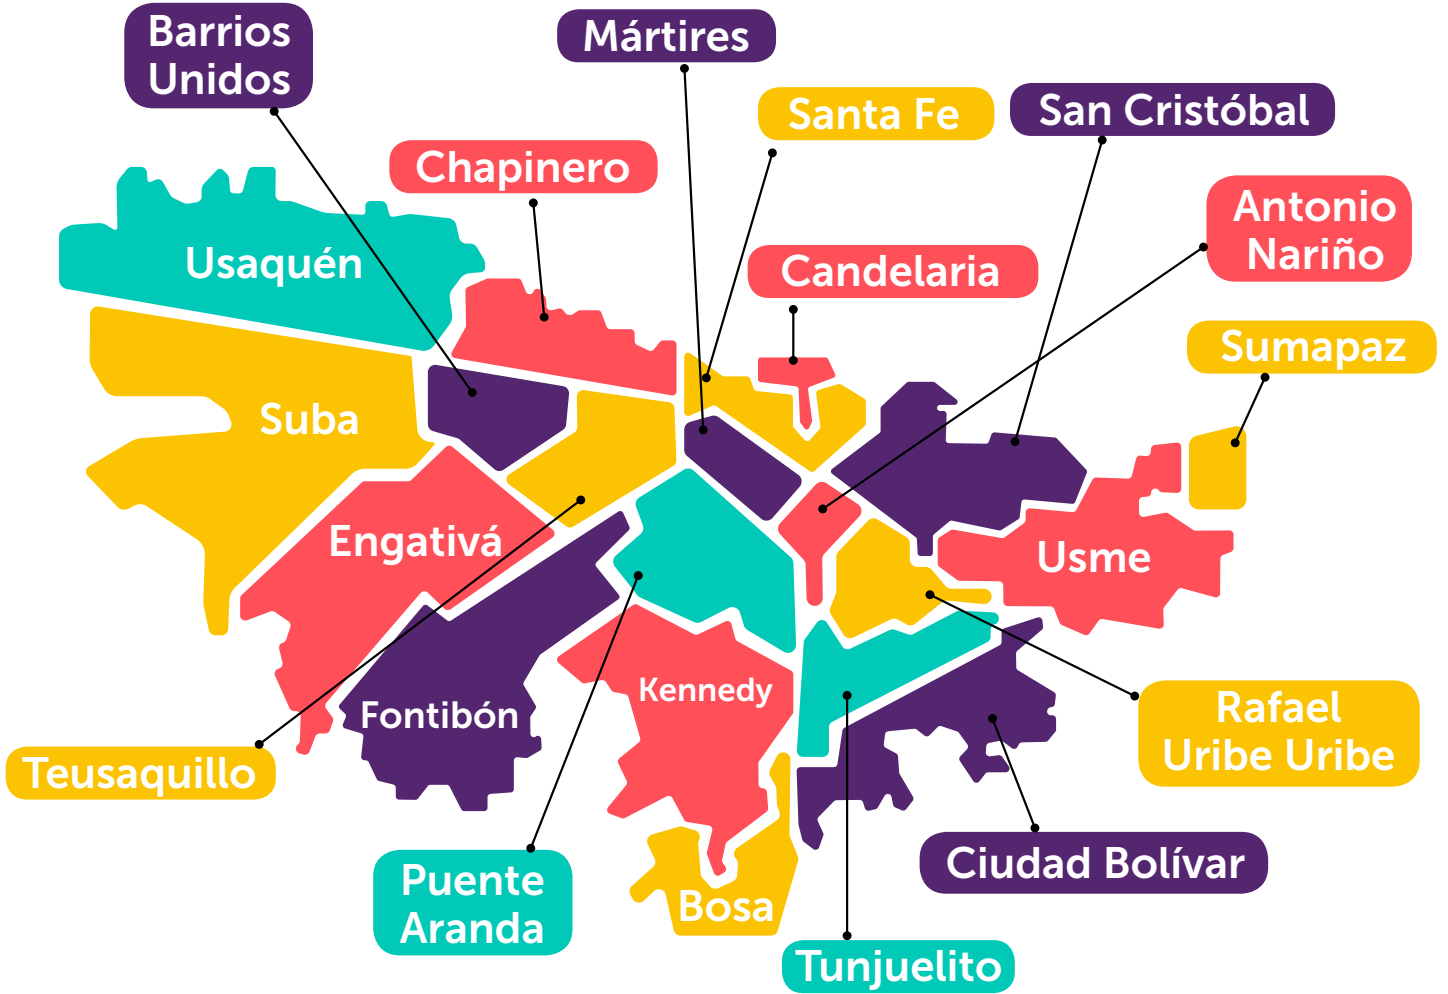 Barrios
Unidos
Mártires
Santa Fe
San Cristóbal
Chapinero
Antonio
Nariño
Usaquén
Candelaria
Sumapaz
Suba
Engativá
Usme
Kennedy
Fontibón
Rafael
Uribe Uribe
Teusaquillo
Ciudad Bolívar
Puente
Aranda
Bosa
Tunjuelito